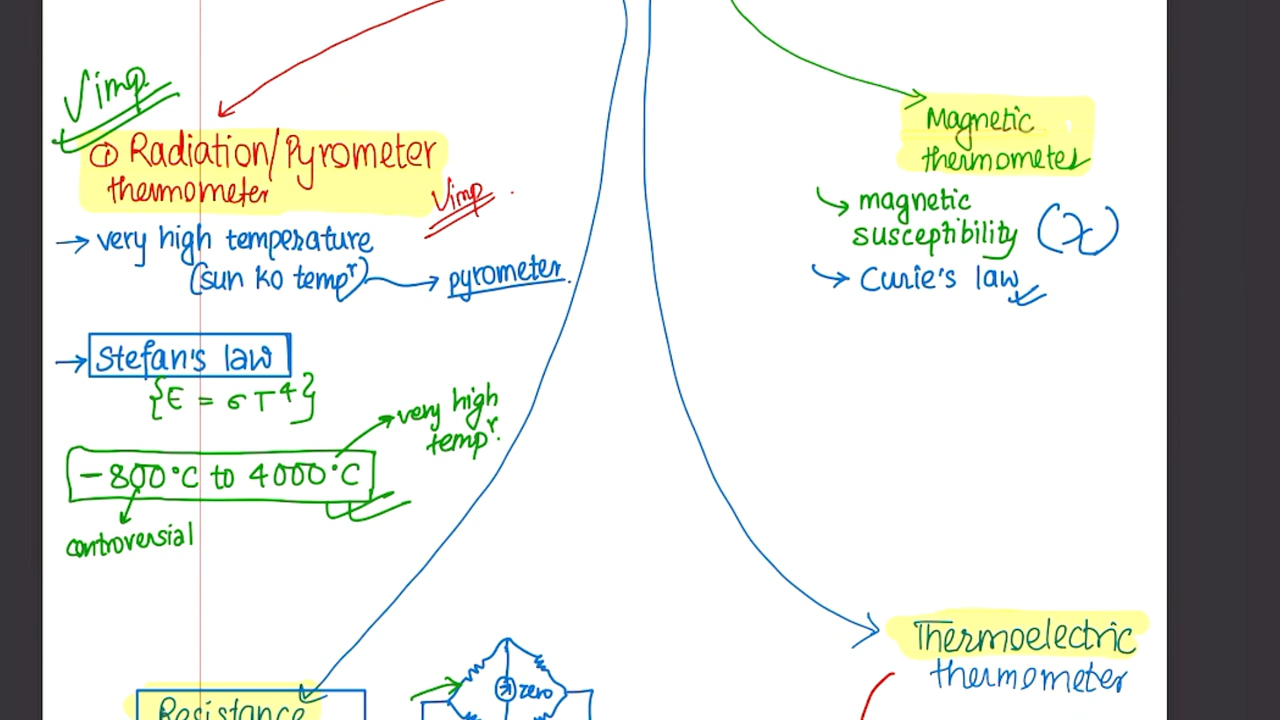 Vimp.
① Radiation/Pyrometer
thermometer
Vimp.
→ very high temperature
(sun ko tempʳ) → pyrometer.
→ Stefan's law
{E = σT⁴}
very high
tempʳ.
-800°C to 4000°C
controversial
Magnetic
thermometer
magnetic
susceptibility (χ)
Curie's law
Thermoelectric
thermometer
zero
Resistance